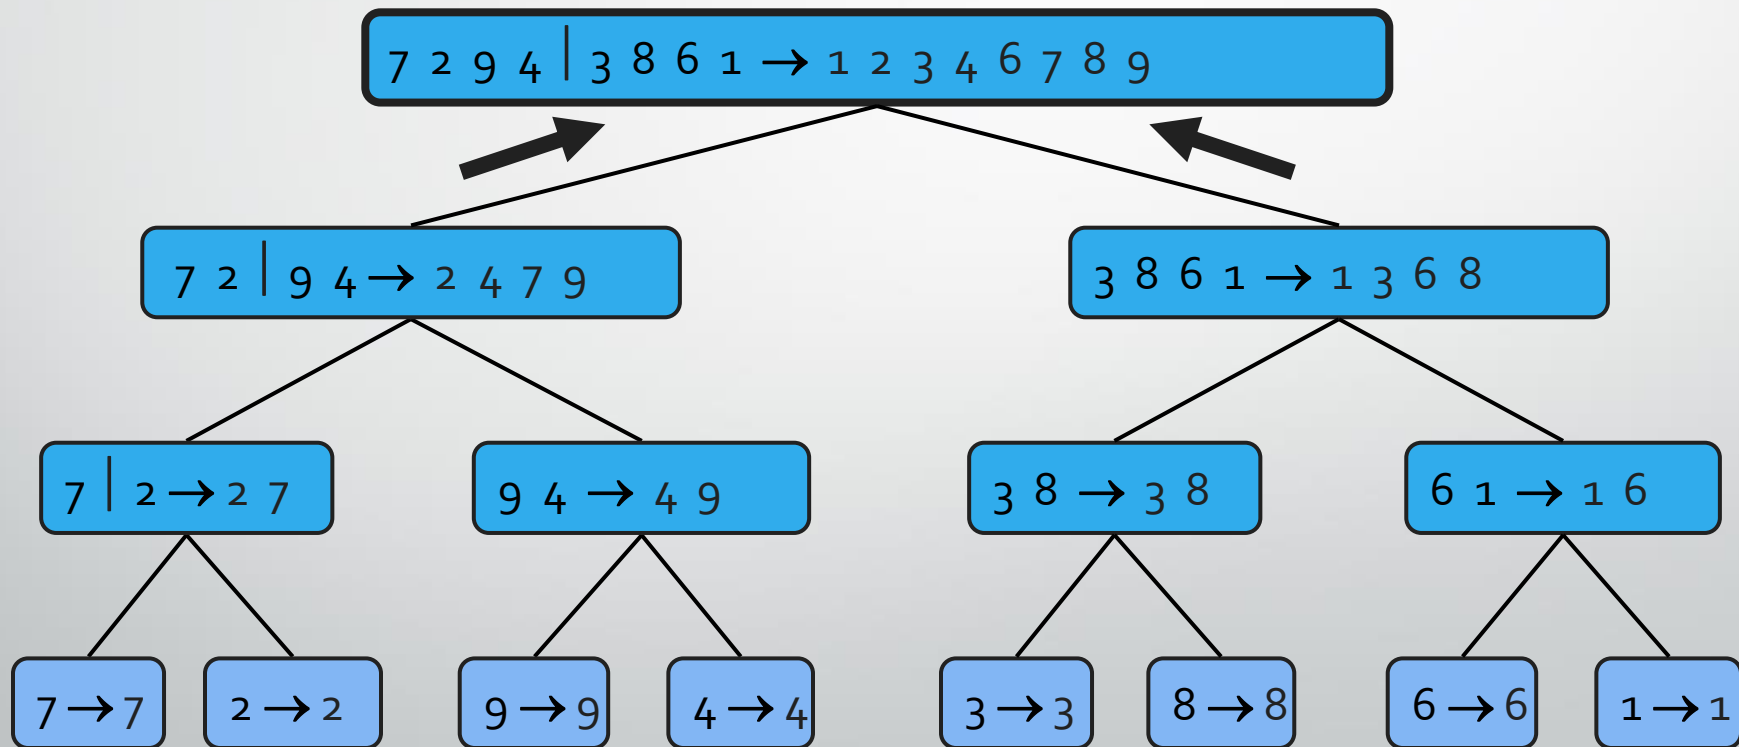 7 2 9 4 | 3 8 6 1 → 1 2 3 4 6 7 8 9
7 2 | 9 4 → 2 4 7 9
3 8 6 1 → 1 3 6 8
7 | 2 → 2 7
9 4 → 4 9
3 8 → 3 8
6 1 → 1 6
7 → 7
2 → 2
9 → 9
4 → 4
3 → 3
8 → 8
6 → 6
1 → 1